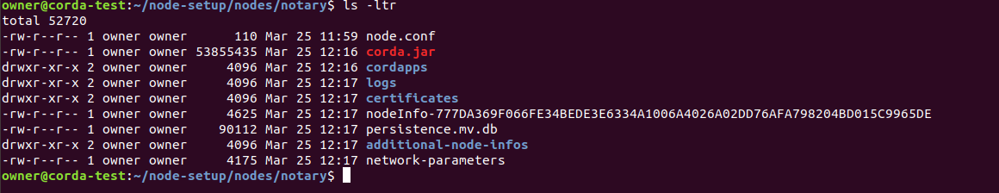 owner@corda-test:~/node-setup/nodes/notary$ ls -ltr
total 52720
-rw-r--r-- 1 owner owner      110 Mar 25 11:59 node.conf
-rw-r--r-- 1 owner owner 53855435 Mar 25 12:16 corda.jar
drwxr-xr-x 2 owner owner     4096 Mar 25 12:16 cordapps
drwxr-xr-x 2 owner owner     4096 Mar 25 12:17 logs
drwxr-xr-x 2 owner owner     4096 Mar 25 12:17 certificates
-rw-r--r-- 1 owner owner     4625 Mar 25 12:17 nodeInfo-777DA369F066FE34BEDE3E6334A1006A4026A02DD76AFA798204BD015C9965DE
-rw-r--r-- 1 owner owner    90112 Mar 25 12:17 persistence.mv.db
drwxr-xr-x 2 owner owner     4096 Mar 25 12:17 additional-node-infos
-rw-r--r-- 1 owner owner     4175 Mar 25 12:17 network-parameters
owner@corda-test:~/node-setup/nodes/notary$